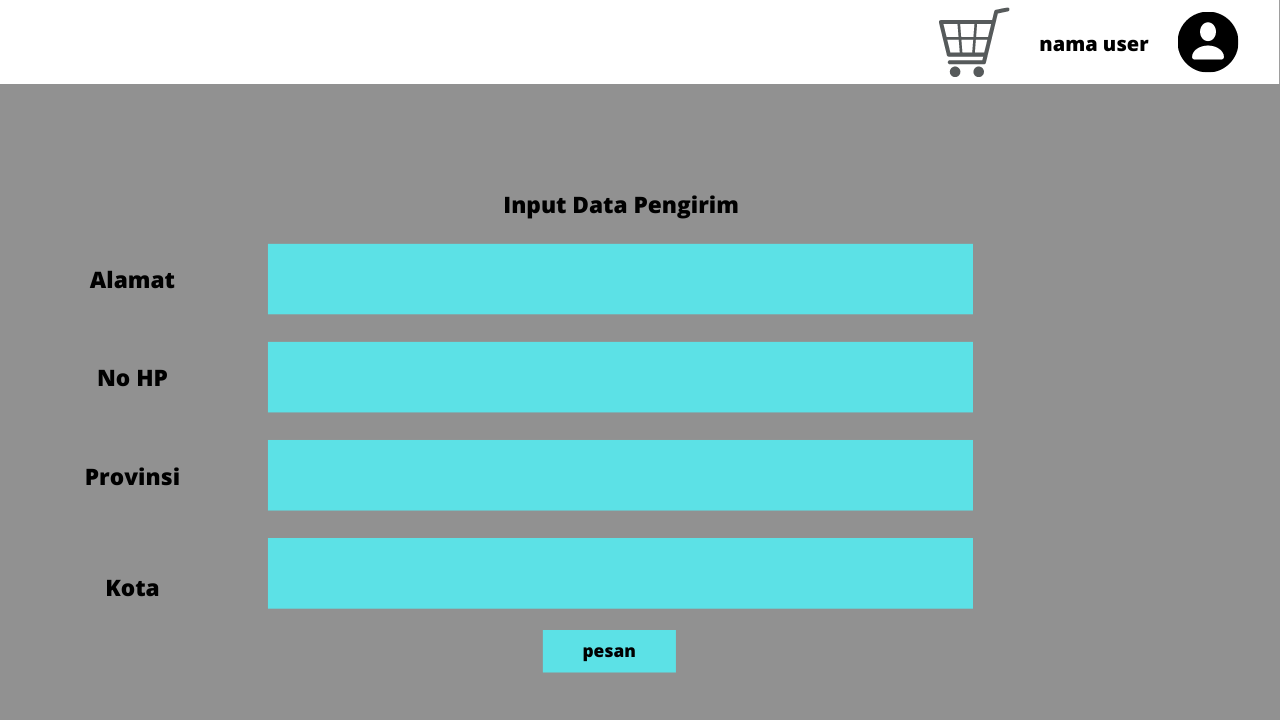 nama user
Input Data Pengirim
Alamat
No HP
Provinsi
Kota
pesan